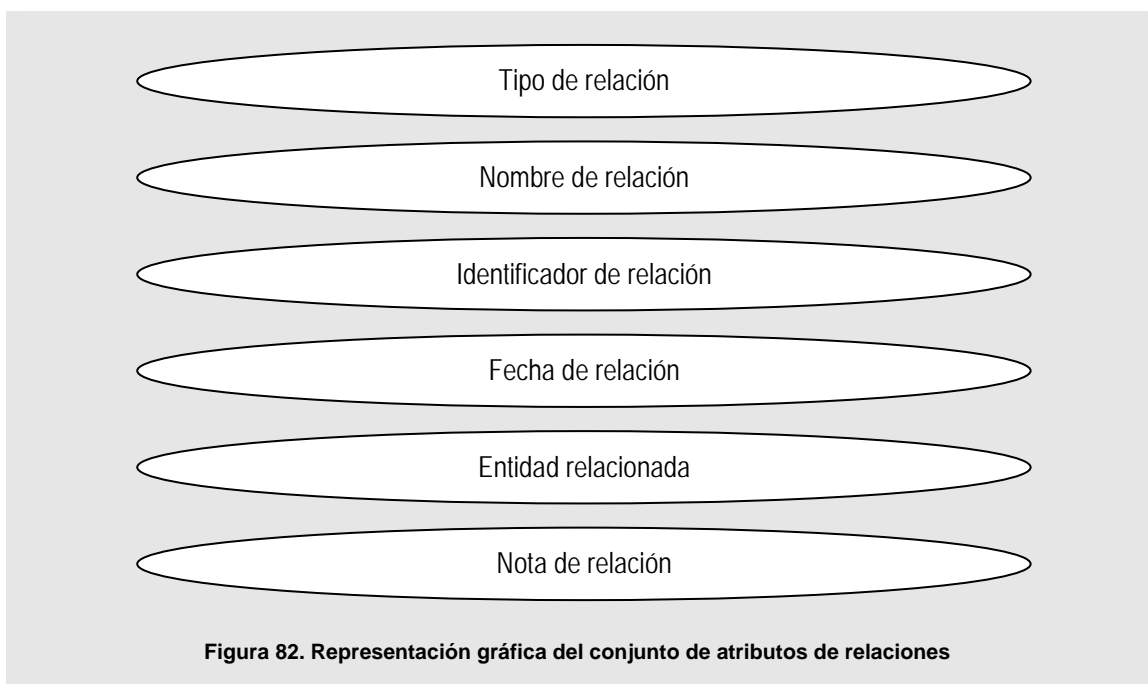 Tipo de relación
Nombre de relación
Identificador de relación
Fecha de relación
Entidad relacionada
Nota de relación
Figura 82. Representación gráfica del conjunto de atributos de relaciones